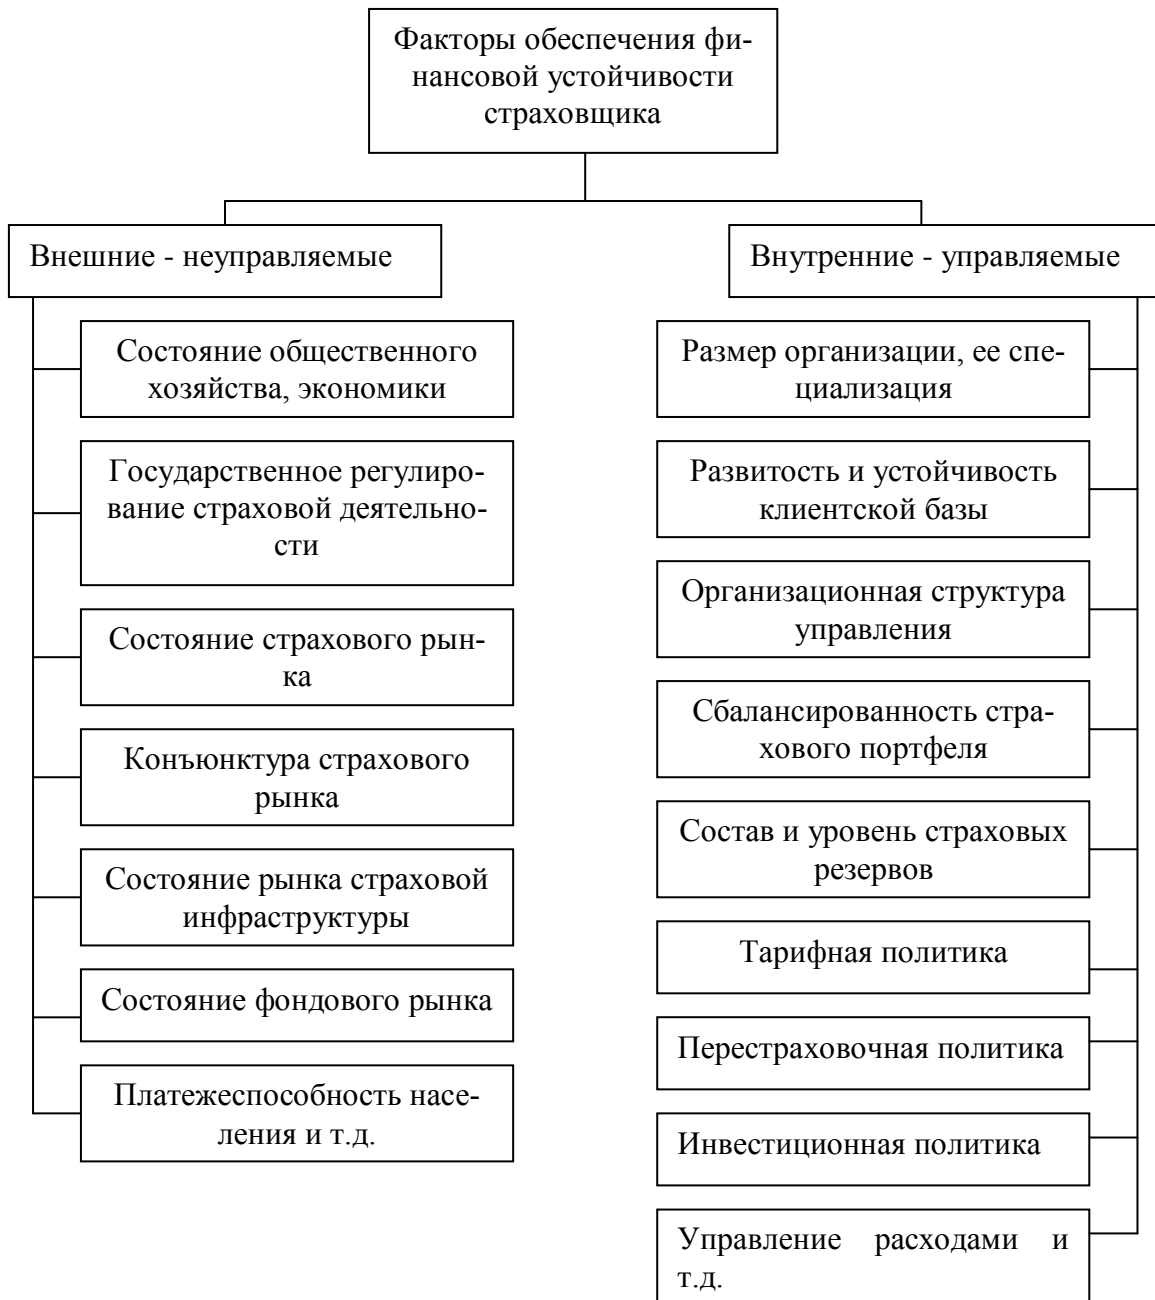 Факторы обеспечения фи-
нансовой устойчивости
страховщика
Внешние - неуправляемые
Состояние общественного
хозяйства, экономики
Государственное регулиро-
вание страховой деятельно-
сти
Состояние страхового рын-
ка
Конъюнктура страхового
рынка
Состояние рынка страховой
инфраструктуры
Состояние фондового рынка
Платежеспособность насе-
ления и т.д.
Внутренние - управляемые
Размер организации, ее спе-
циализация
Развитость и устойчивость
клиентской базы
Организационная структура
управления
Сбалансированность стра-
хового портфеля
Состав и уровень страховых
резервов
Тарифная политика
Перестраховочная политика
Инвестиционная политика
Управление расходами и
т.д.